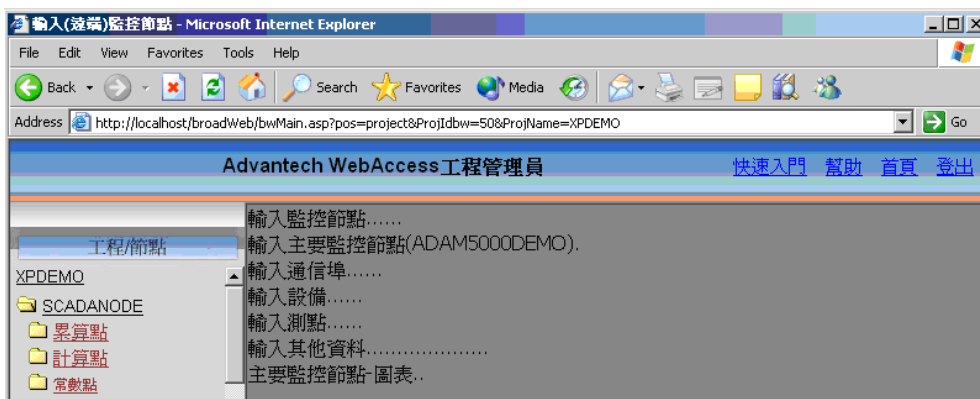 輸入(遠端)監控節點 - Microsoft Internet Explorer
File Edit View Favorites Tools Help
Back Search Favorites Media
Address http://localhost/broadWeb/bwMain.asp?pos=project&ProjIdbw=50&ProjName=XPDEMO Go
Advantech WebAccess工程管理員 快速入門 幫助 首頁 登出
工程/節點
XPDEMO
SCADANODE
累算點
計算點
常數點
輸入監控節點......
輸入主要監控節點(ADAM5000DEMO).
輸入通信埠......
輸入設備......
輸入測點......
輸入其他資料....................
主要監控節點-圖表..